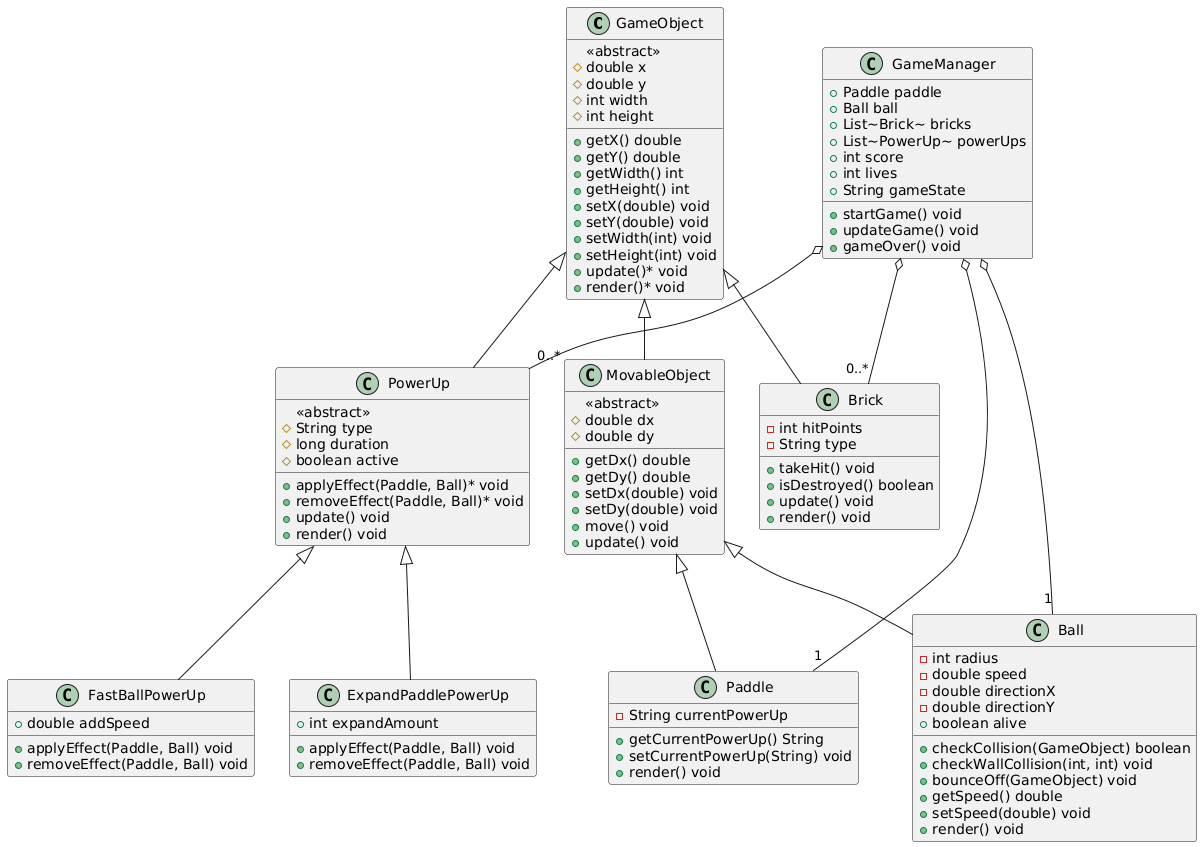 C GameObject
«abstract»
double x
double y
int width
int height
getX() double
getY() double
getWidth() int
getHeight() int
setX(double) void
setY(double) void
setWidth(int) void
setHeight(int) void
update()* void
render()* void
C GameManager
Paddle paddle
Ball ball
List~Brick~ bricks
List~PowerUp~ powerUps
int score
int lives
String gameState
startGame() void
updateGame() void
gameOver() void
0..*
0..*
C PowerUp
«abstract»
String type
long duration
boolean active
applyEffect(Paddle, Ball)* void
removeEffect(Paddle, Ball)* void
update() void
render() void
C MovableObject
«abstract»
double dx
double dy
getDx() double
getDy() double
setDx(double) void
setDy(double) void
move() void
update() void
C Brick
int hitPoints
String type
takeHit() void
isDestroyed() boolean
update() void
render() void
1
1
C FastBallPowerUp
double addSpeed
applyEffect(Paddle, Ball) void
removeEffect(Paddle, Ball) void
C ExpandPaddlePowerUp
int expandAmount
applyEffect(Paddle, Ball) void
removeEffect(Paddle, Ball) void
C Paddle
String currentPowerUp
getCurrentPowerUp() String
setCurrentPowerUp(String) void
render() void
C Ball
int radius
double speed
double directionX
double directionY
boolean alive
checkCollision(GameObject) boolean
checkWallCollision(int, int) void
bounceOff(GameObject) void
getSpeed() double
setSpeed(double) void
render() void